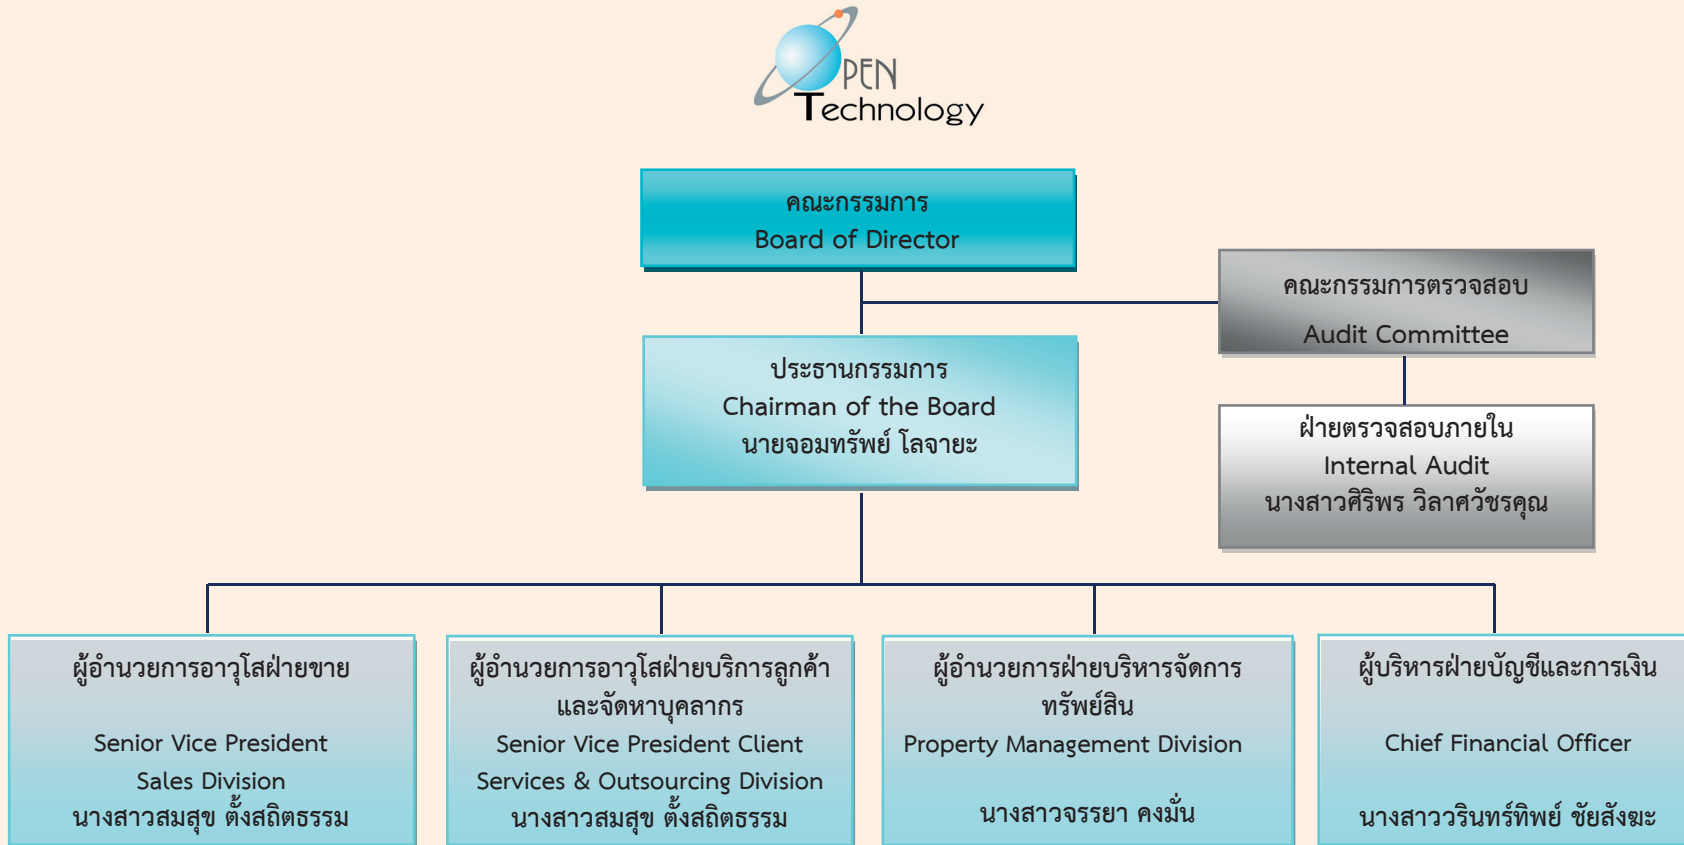 OPEN
Technology
คณะกรรมการ
Board of Director
คณะกรรมการตรวจสอบ
Audit Committee
ประธานกรรมการ
Chairman of the Board
นายจอมทรัพย์ โลจายะ
ฝ่ายตรวจสอบภายใน
Internal Audit
นางสาวศิริพร วิลาศวัชรคุณ
ผู้อำนวยการอาวุโสฝ่ายขาย
Senior Vice President
Sales Division
นางสาวสมสุข ตั้งสถิตธรรม
ผู้อำนวยการอาวุโสฝ่ายบริการลูกค้า
และจัดหาบุคลากร
Senior Vice President Client
Services & Outsourcing Division
นางสาวสมสุข ตั้งสถิตธรรม
ผู้อำนวยการฝ่ายบริหารจัดการ
ทรัพย์สิน
Property Management Division
นางสาวจรรยา คงมั่น
ผู้บริหารฝ่ายบัญชีและการเงิน
Chief Financial Officer
นางสาววรินทร์ทิพย์ ชัยสังฆะ